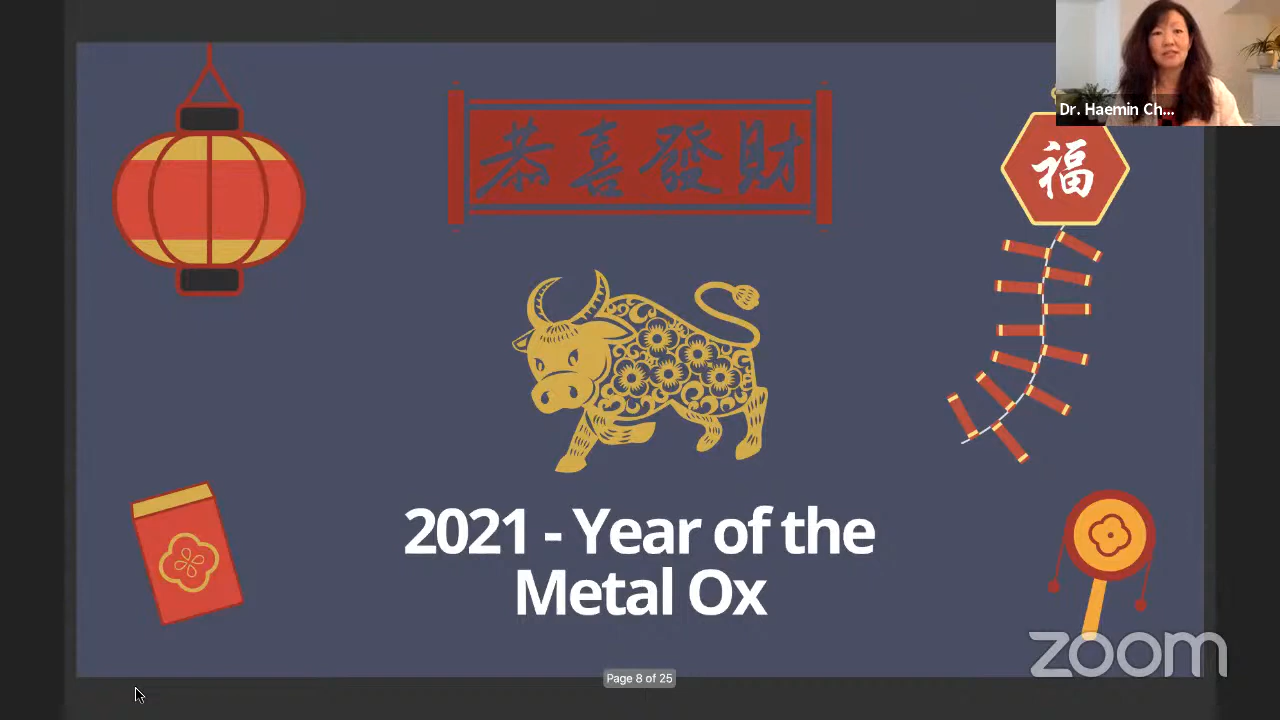 Dr. Haemin Ch...
恭喜發財
福
2021 - Year of the
Metal Ox
zoom
Page 8 of 25